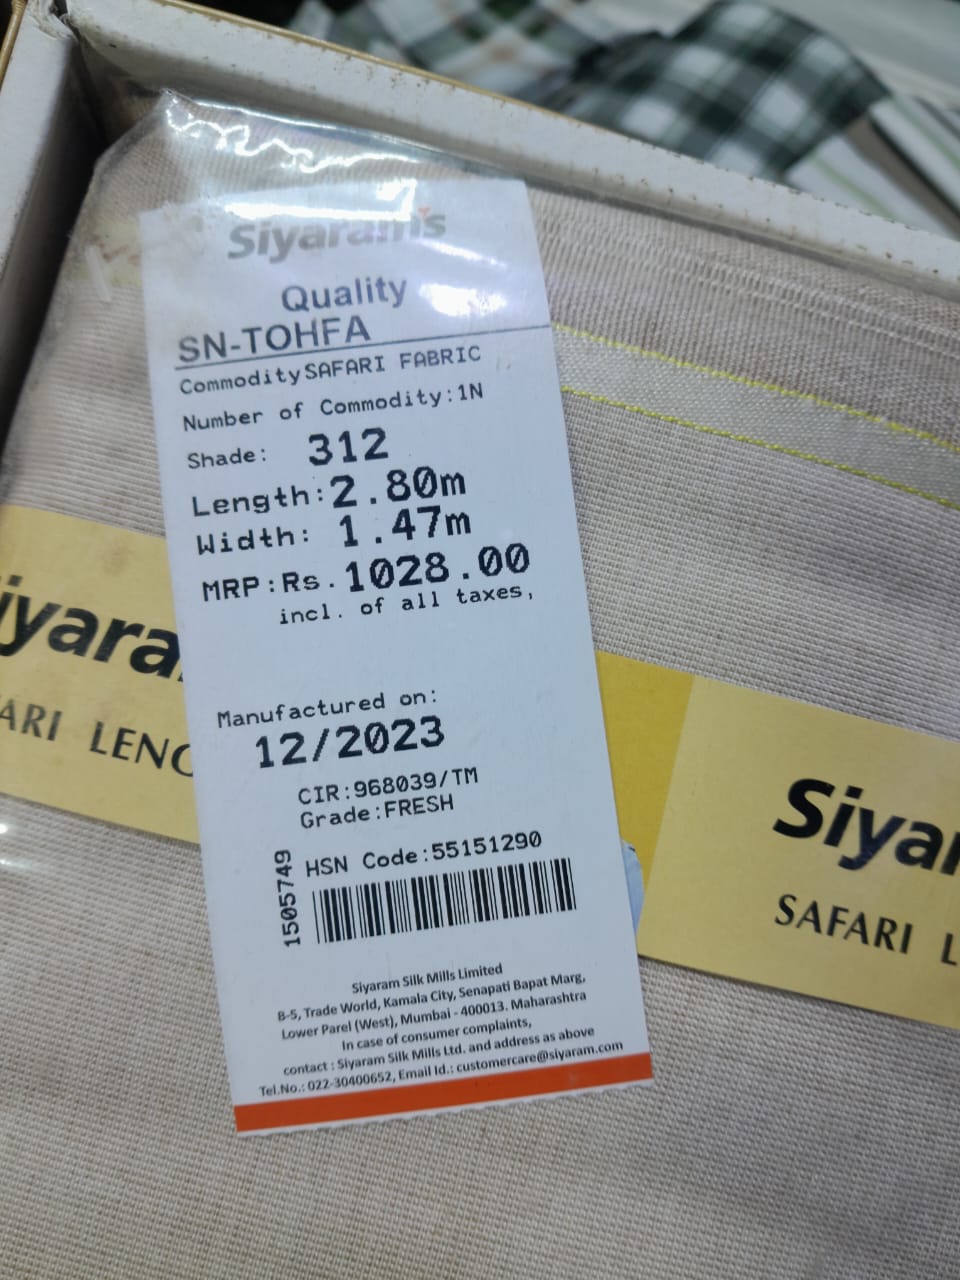 Siyaram's
Quality
SN-TOHFA
Commodity SAFARI FABRIC
Number of Commodity:1N
Shade: 312
Length:2.80m
Width: 1.47m
MRP:Rs.1028.00
incl. of all taxes,
Manufactured on:
12/2023
CIR:968039/TM
Grade:FRESH
HSN Code:55151290
1505749
Siyaram Silk Mills Limited
B-5, Trade World, Kamala City, Senapati Bapat Marg,
Lower Parel (West), Mumbai - 400013. Maharashtra
In case of consumer complaints,
contact : Siyaram Silk Mills Ltd. and address as above
Tel.No.: 022-30400652, Email Id.: customercare@siyaram.com
iyara
ARI LENG
Siyar
SAFARI L